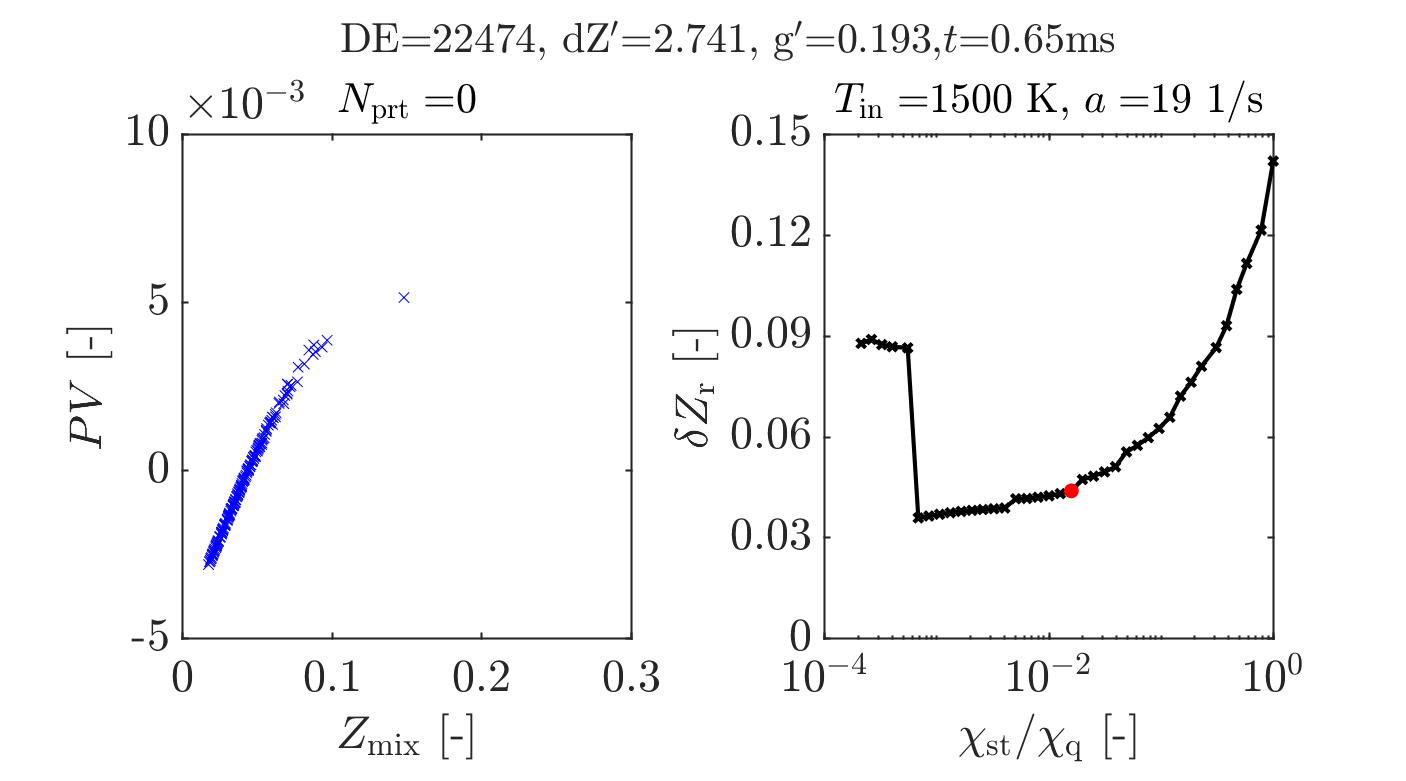 DE=22474, dZ′=2.741, g′=0.193,t=0.65ms
×10⁻³ N_prt =0
10
5
0
-5
0 0.1 0.2 0.3
PV [-]
Z_mix [-]
T_in =1500 K, a =19 1/s
0.15
0.12
0.09
0.06
0.03
0
10⁻⁴ 10⁻² 10⁰
δZ_r [-]
χ_st/χ_q [-]